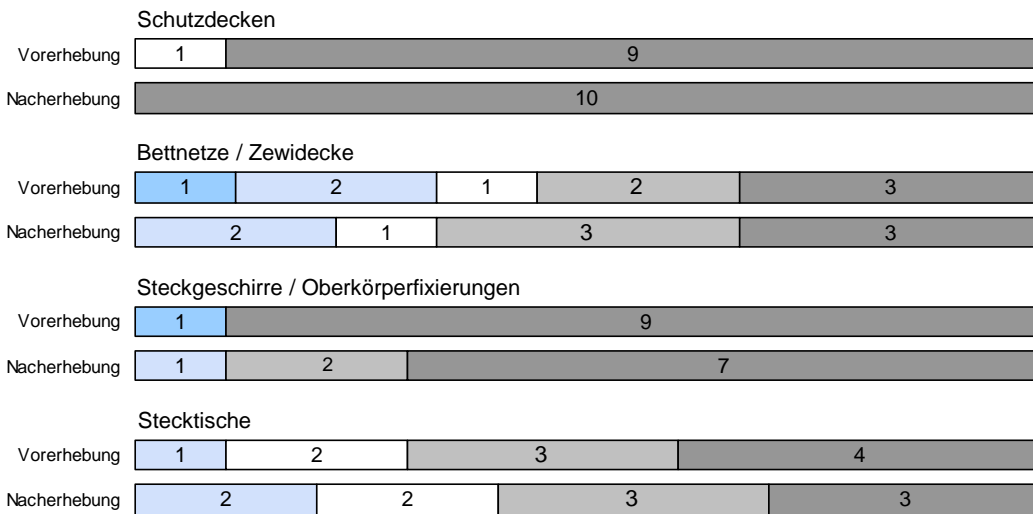 Schutzdecken
Vorerhebung 1 9
Nacherhebung 10
Bettnetze / Zewidecke
Vorerhebung 1 2 1 2 3
Nacherhebung 2 1 3 3
Steckgeschirre / Oberkörperfixierungen
Vorerhebung 1 9
Nacherhebung 1 2 7
Stecktische
Vorerhebung 1 2 3 4
Nacherhebung 2 2 3 3